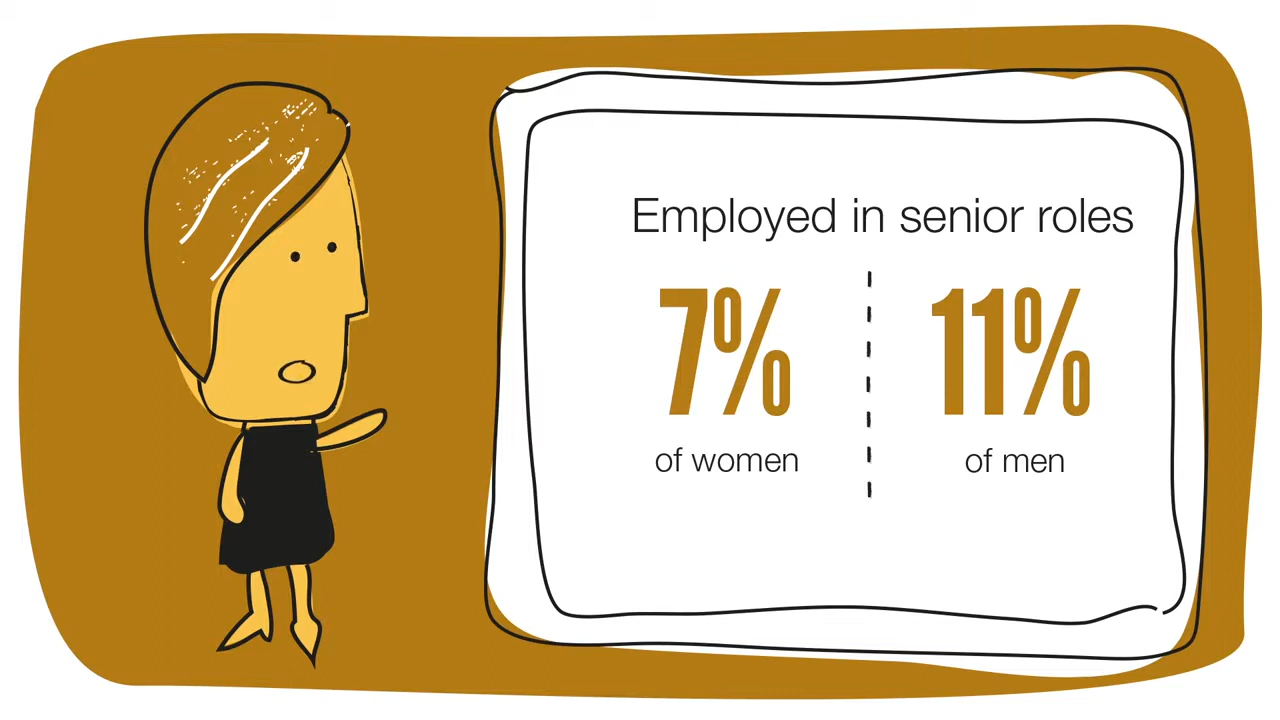 Employed in senior roles
7% 11%
of women of men